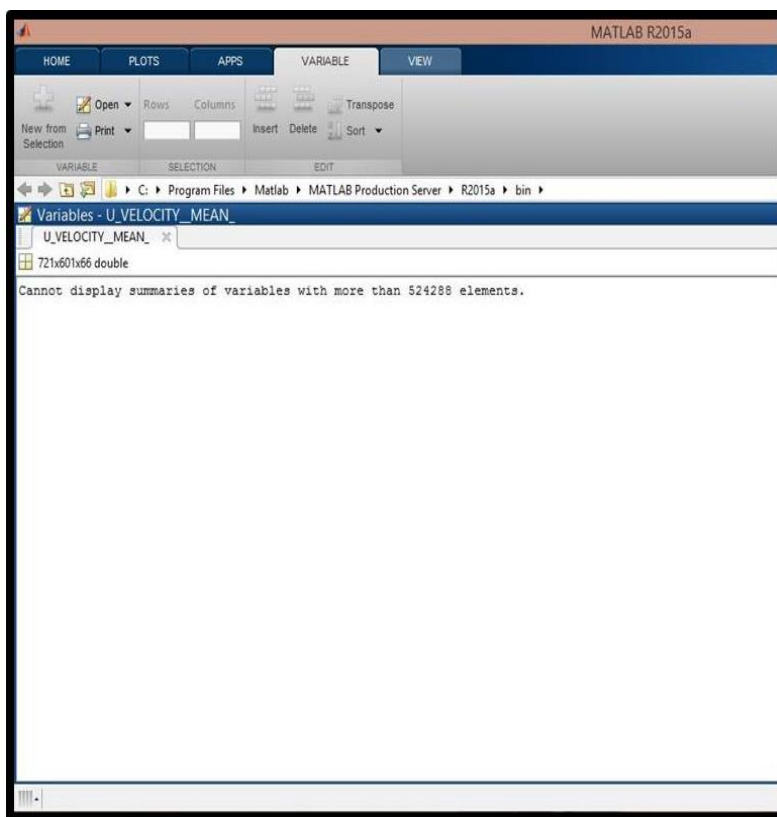 MATLAB R2015a
HOME PLOTS APPS VARIABLE VIEW
New from Selection
Open
Print
Rows Columns
Insert Delete
Transpose
Sort
VARIABLE SELECTION EDIT
C: Program Files Matlab MATLAB Production Server R2015a bin
Variables - U_VELOCITY__MEAN_
U_VELOCITY__MEAN_
721x601x66 double
Cannot display summaries of variables with more than 524288 elements.